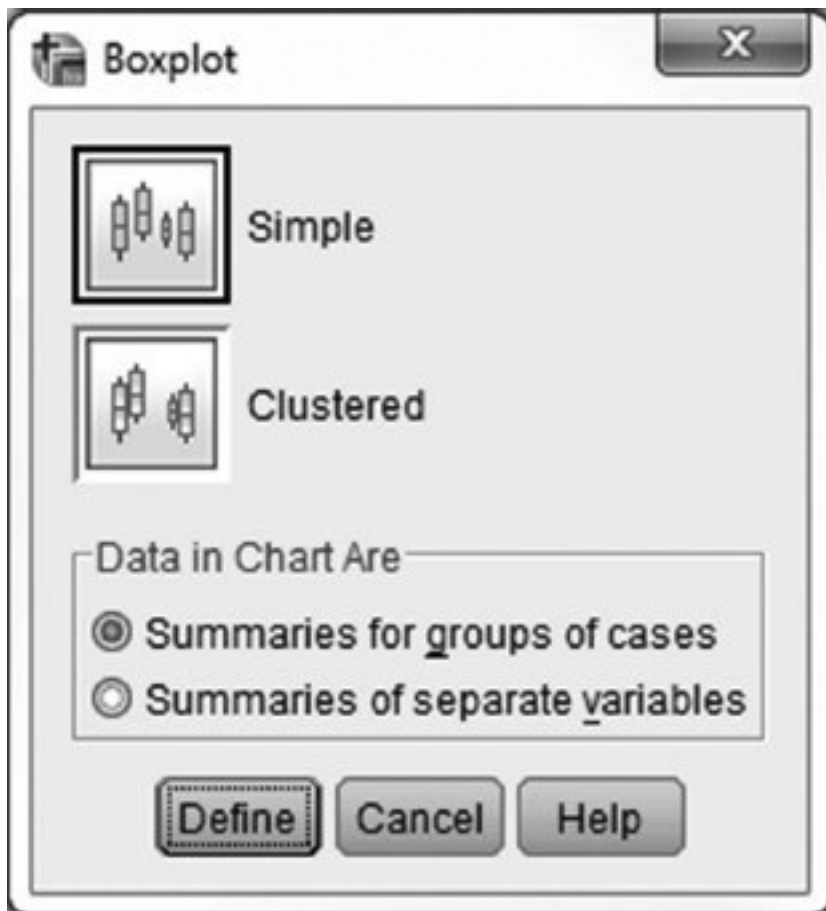 Boxplot
Simple
Clustered
Data in Chart Are
Summaries for groups of cases
Summaries of separate variables
Define
Cancel
Help